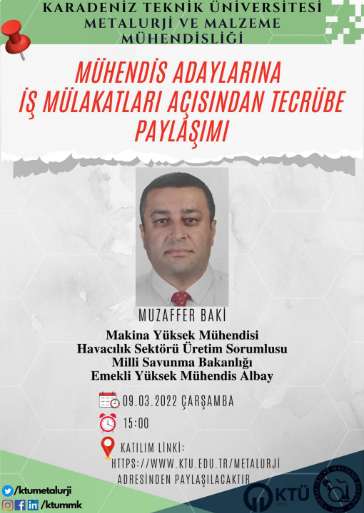 KARADENİZ TEKNİK ÜNİVERSİTESİ
METALURJİ VE MALZEME
MÜHENDİSLİĞİ
MÜHENDİS ADAYLARINA
İŞ MÜLAKATLARI AÇISINDAN TECRÜBE
PAYLAŞIMI
MUZAFFER BAKİ
Makina Yüksek Mühendisi
Havacılık Sektörü Üretim Sorumlusu
Milli Savunma Bakanlığı
Emekli Yüksek Mühendis Albay
09.03.2022 ÇARŞAMBA
15:00
KATILIM LİNKİ:
HTTPS://WWW.KTU.EDU.TR/METALURJI
ADRESİNDEN PAYLAŞILACAKTIR
/ktumetalurji
/ktummk
KTÜ